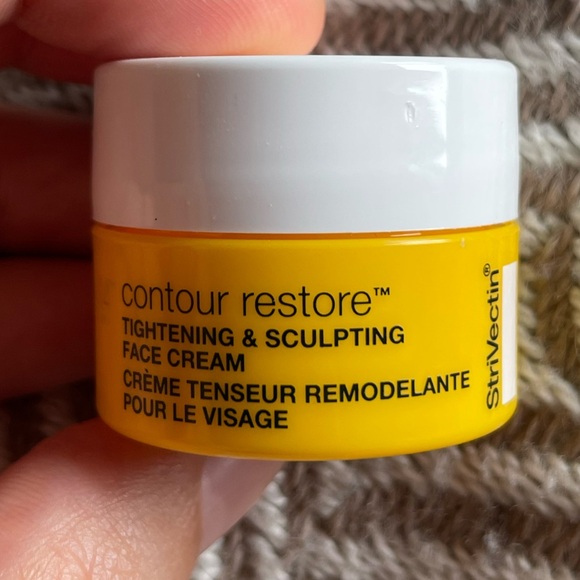 contour restore™
TIGHTENING & SCULPTING
FACE CREAM
CRÈME TENSEUR REMODELANTE
POUR LE VISAGE
StriVectin®